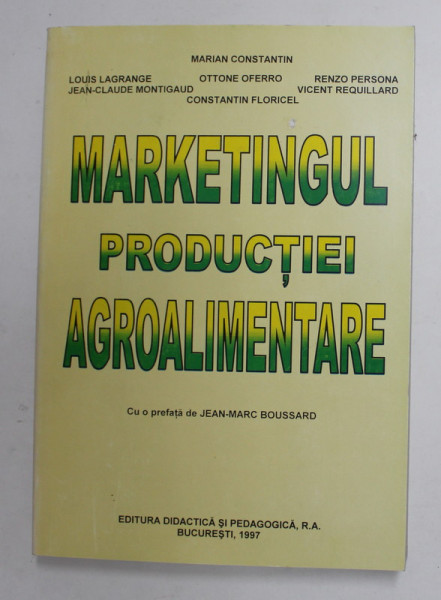 MARIAN CONSTANTIN
LOUIS LAGRANGE OTTONE OFERRO RENZO PERSONA
JEAN-CLAUDE MONTIGAUD VICENT REQUILLARD
CONSTANTIN FLORICEL
MARKETINGUL
PRODUCȚIEI
AGROALIMENTARE
Cu o prefață de JEAN-MARC BOUSSARD
EDITURA DIDACTICĂ ȘI PEDAGOGICĂ, R.A.
BUCUREȘTI, 1997